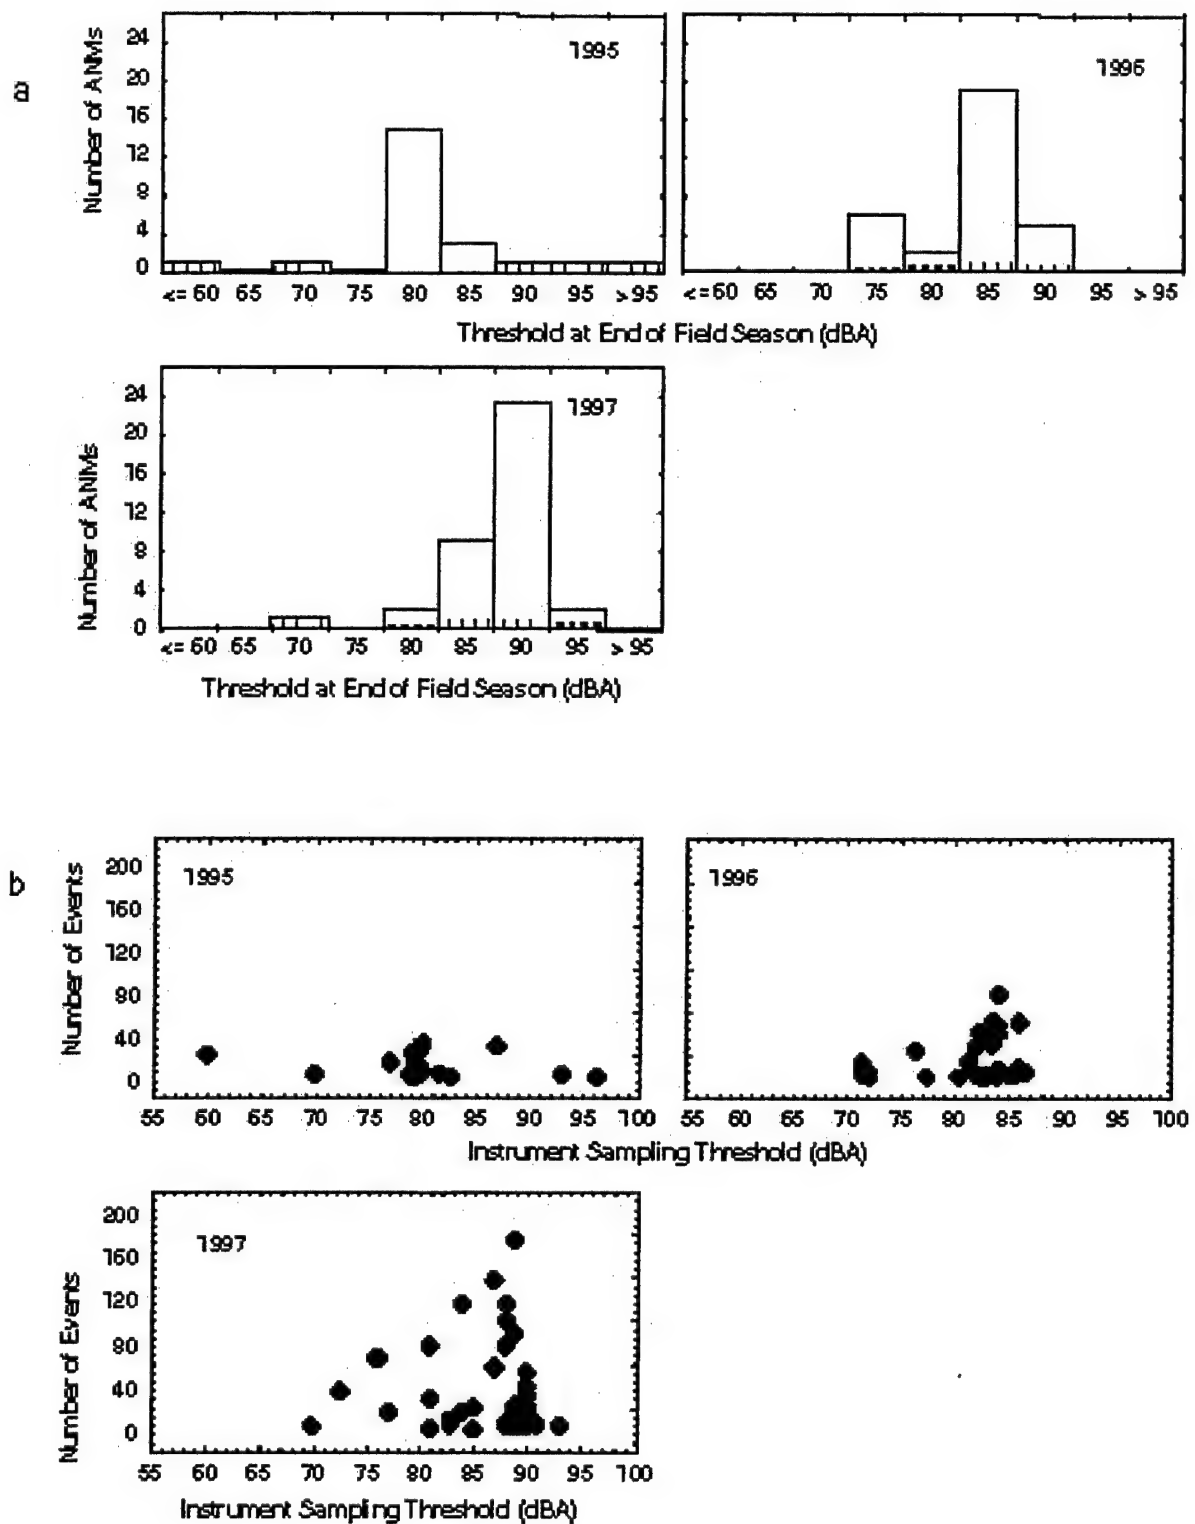 a
Number of ANMs
24
20
16
12
8
4
0
1995
<= 60 65 70 75 80 85 90 95 > 95
1996
<= 60 65 70 75 80 85 90 95 > 95
Threshold at End of Field Season (dBA)
Number of ANMs
24
20
16
12
8
4
0
1997
<= 60 65 70 75 80 85 90 95 > 95
Threshold at End of Field Season (dBA)
b
Number of Events
200
160
120
80
40
0
1995
55 60 65 70 75 80 85 90 95 100
1996
55 60 65 70 75 80 85 90 95 100
Instrument Sampling Threshold (dBA)
Number of Events
200
160
120
80
40
0
1997
55 60 65 70 75 80 85 90 95 100
Instrument Sampling Threshold (dBA)